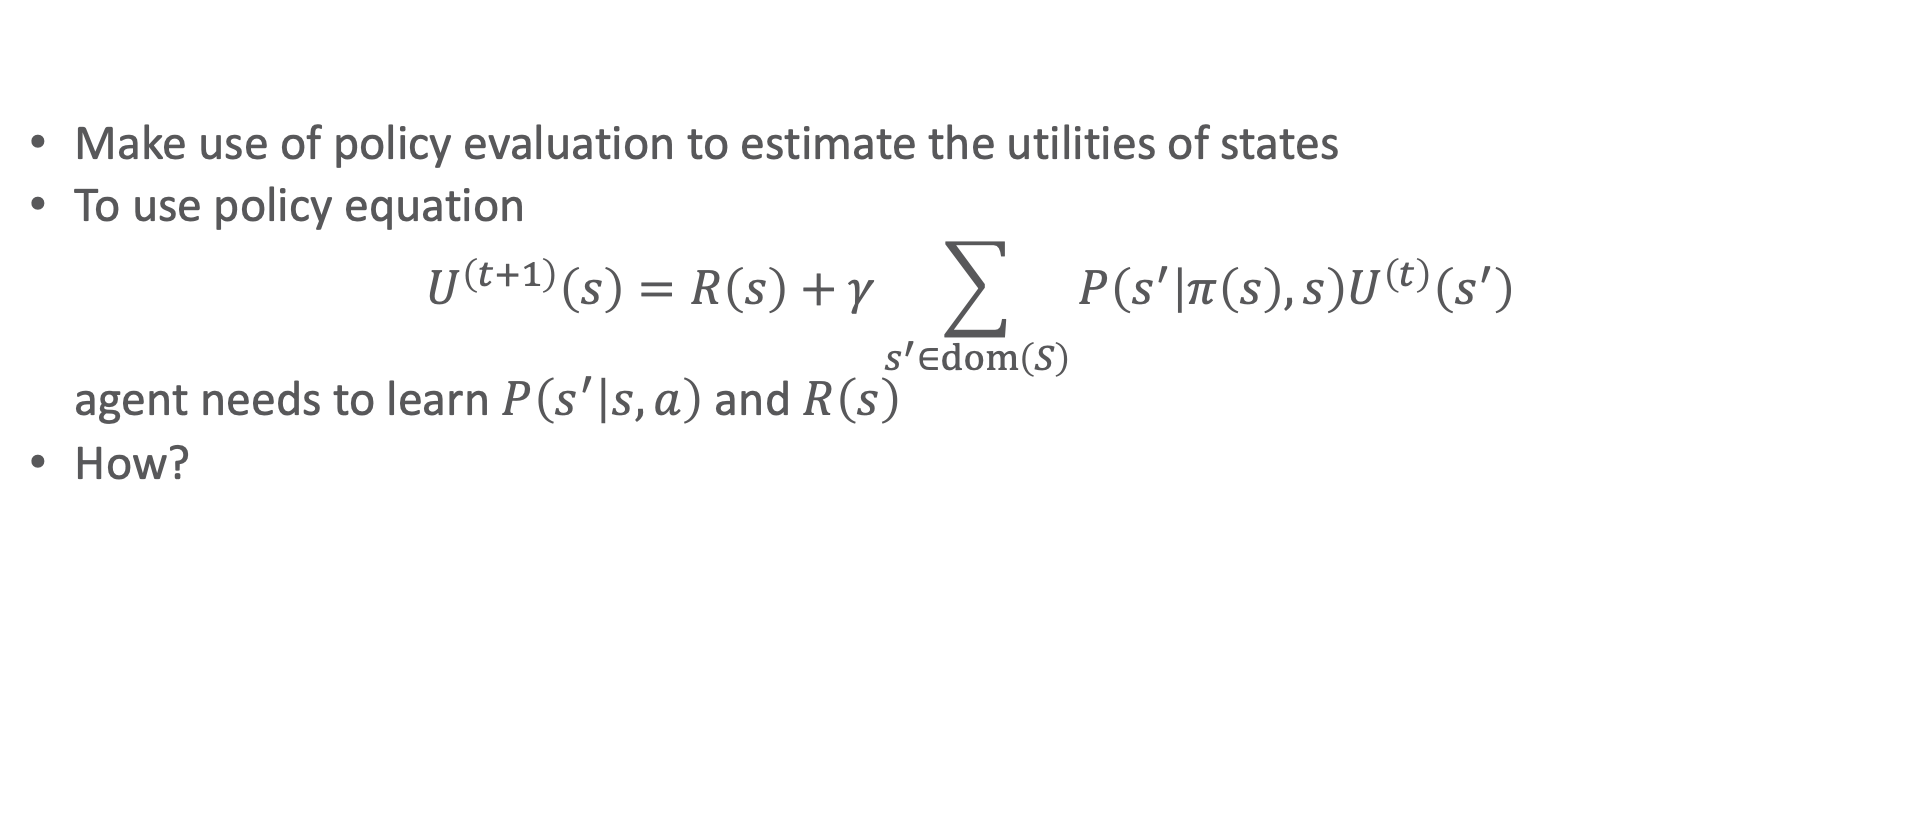 • Make use of policy evaluation to estimate the utilities of states
• To use policy equation
U^(t+1)(s) = R(s) + γ ∑_{s′∈dom(S)} P(s′|π(s), s)U^(t)(s′)
agent needs to learn P(s′|s, a) and R(s)
• How?